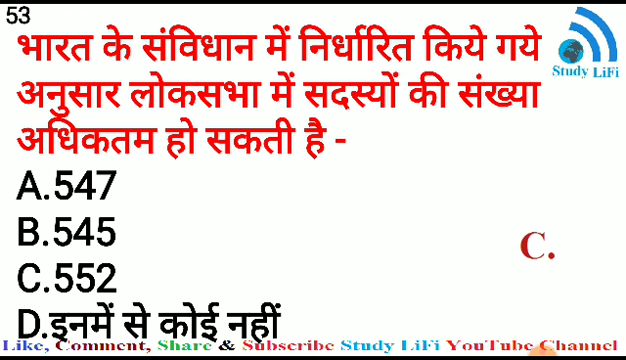 53
भारत के संविधान में निर्धारित किये गये
अनुसार लोकसभा में सदस्यों की संख्या
अधिकतम हो सकती है -
A.547
B.545
C.552
D.इनमें से कोई नहीं
C.
Study LiFi
Like, Comment, Share & Subscribe Study LiFi YouTube Channel